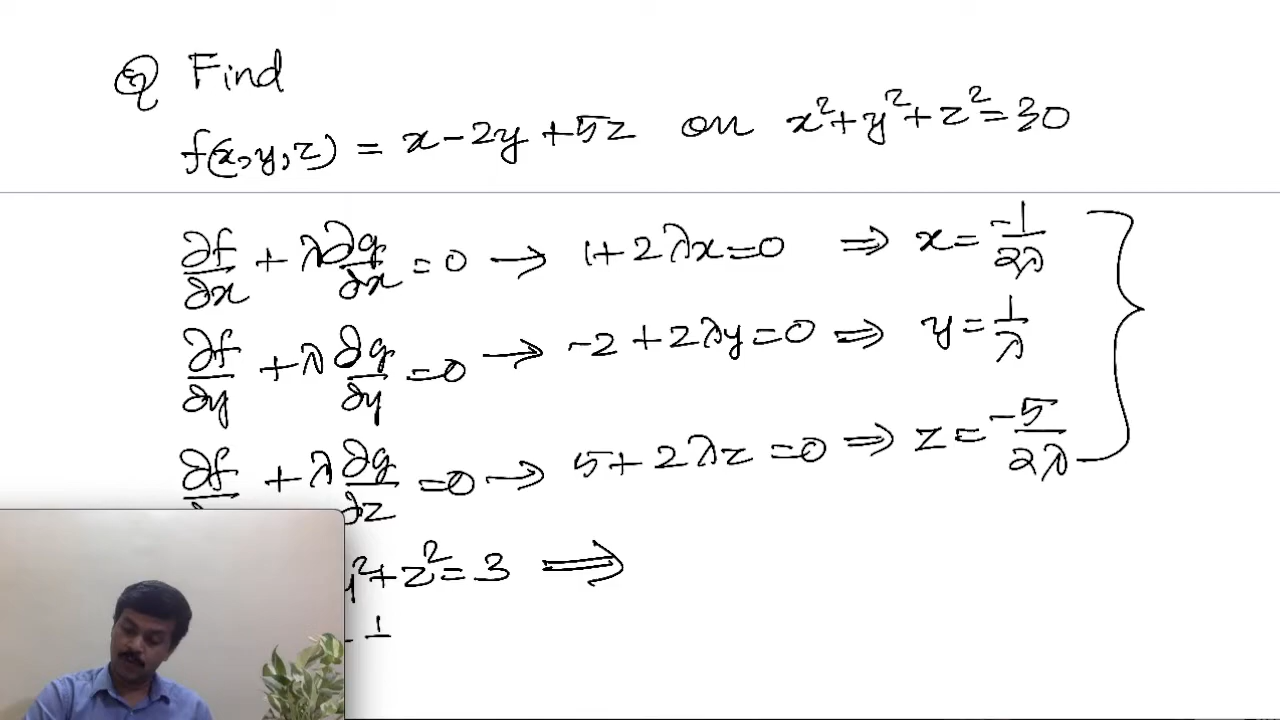 Q Find
f(x,y,z) = x-2y+5z on x²+y²+z²=30
∂f/∂x + λ∂g/∂x = 0 → 1+2λx=0 ⇒ x = -1/2λ
∂f/∂y + λ∂g/∂y = 0 → -2+2λy=0 ⇒ y = 1/λ
∂f/ + λ∂g/∂z = 0 → 5+2λz=0 ⇒ z = -5/2λ
y²+z²=3 ⇒